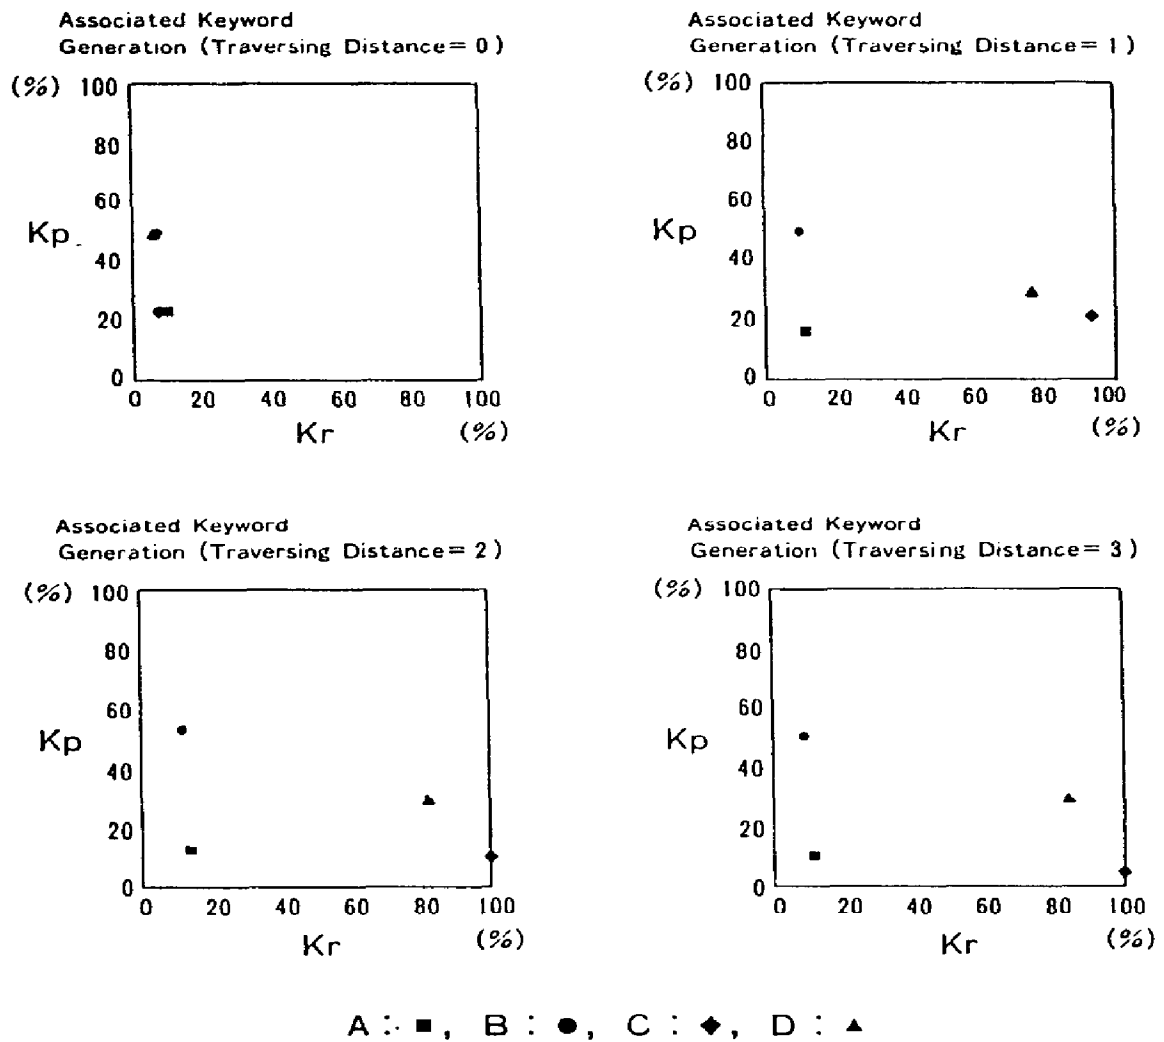 Associated Keyword
Generation (Traversing Distance= 0)
(%) 100
80
60
Kp
40
20
0
0 20 40 60 80 100
Kr (%)
Associated Keyword
Generation (Traversing Distance= 1)
(%) 100
80
60
Kp
40
20
0
0 20 40 60 80 100
Kr (%)
Associated Keyword
Generation (Traversing Distance= 2)
(%) 100
80
60
Kp
40
20
0
0 20 40 60 80 100
Kr (%)
Associated Keyword
Generation (Traversing Distance= 3)
(%) 100
80
60
Kp
40
20
0
0 20 40 60 80 100
Kr (%)
A : ■, B : ●, C : ◆, D : ▲